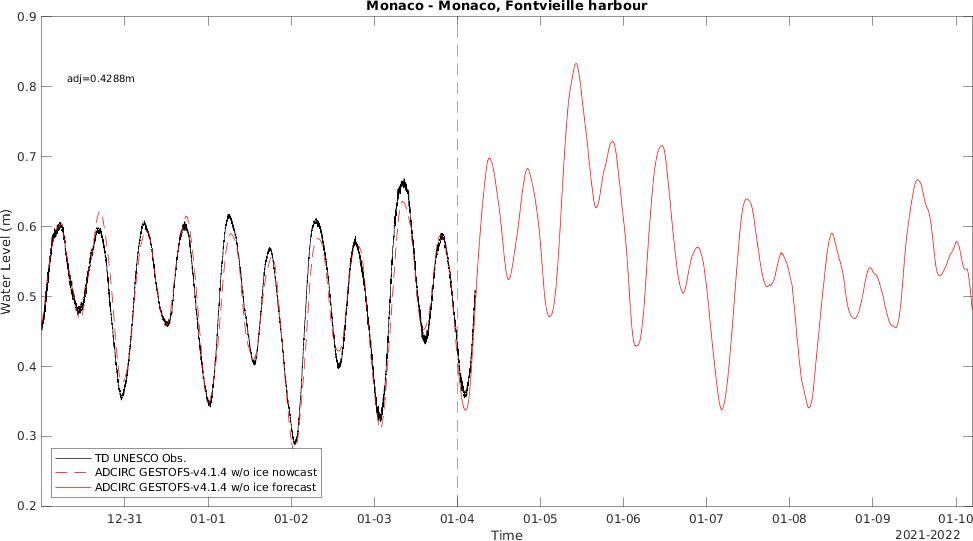 Monaco - Monaco, Fontvieille harbour
adj=0.4288m
Water Level (m)
0.9
0.8
0.7
0.6
0.5
0.4
0.3
0.2
TD UNESCO Obs.
ADCIRC GESTOFS-v4.1.4 w/o ice nowcast
ADCIRC GESTOFS-v4.1.4 w/o ice forecast
12-31 01-01 01-02 01-03 01-04 01-05 01-06 01-07 01-08 01-09 01-10
Time
2021-2022